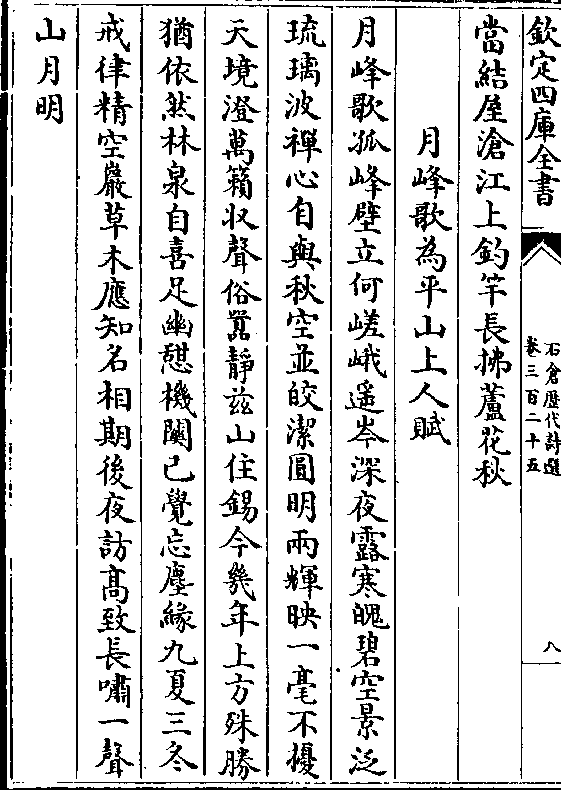 欽定四庫全書
石倉歷代詩選
卷三百二十五
八
當結屋滄江上釣竿長拂蘆花秋
月峰歌為平山上人賦
月峰歌孤峰壁立何嵯峨遥岑深夜露寒魄碧空景泛
琉璃波禪心自與秋空並皎潔圓明兩輝映一毫不擾
天境澄萬籟収聲俗囂靜兹山住錫今幾年上方殊勝
猶依然林泉自喜足幽憇機關已覺忘塵緣九夏三冬
戒律精空巖草木應知名相期後夜訪髙致長嘯一聲
山月明